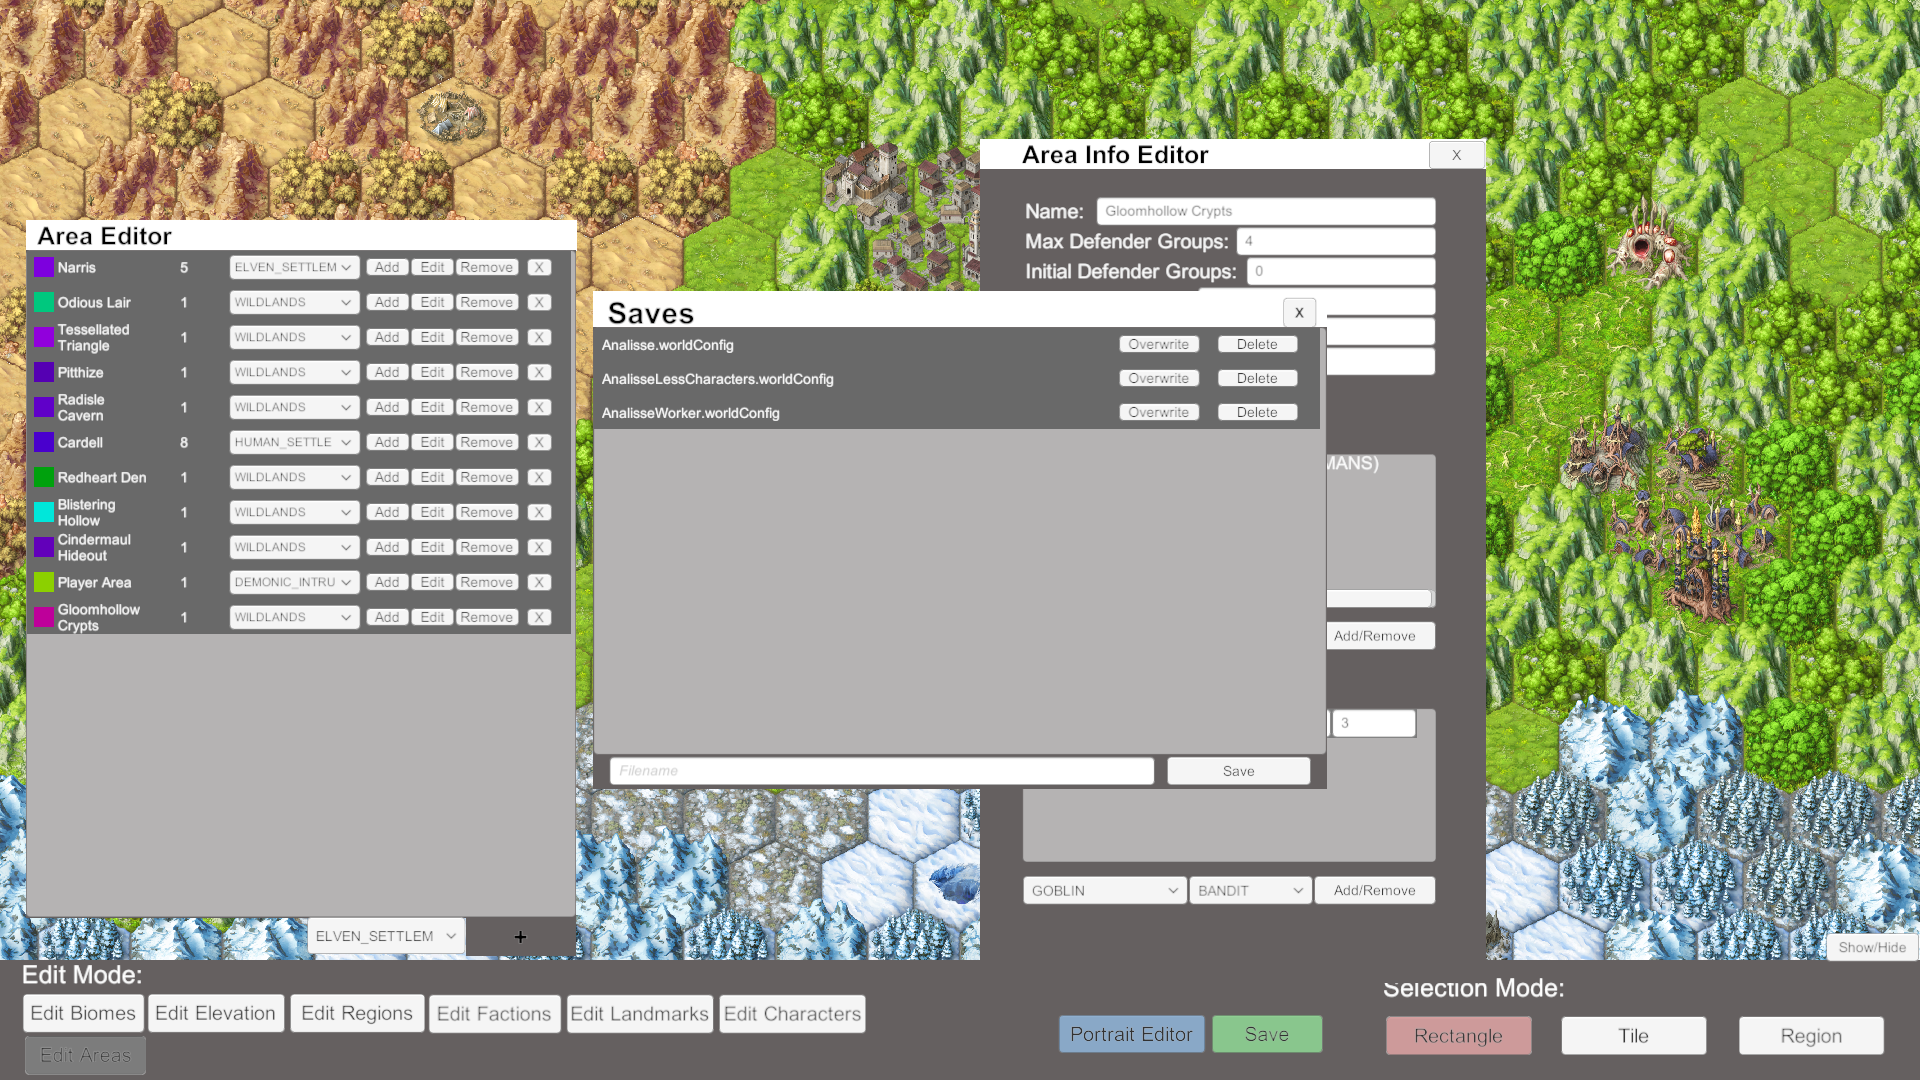 Area Info Editor
X
Name: Gloomhollow Crypts
Max Defender Groups: 4
Initial Defender Groups: 0
MANS)
Add/Remove
3
GOBLIN BANDIT Add/Remove
Area Editor
Narris 5 ELVEN_SETTLEM Add Edit Remove X
Odious Lair 1 WILDLANDS Add Edit Remove X
Tessellated
Triangle 1 WILDLANDS Add Edit Remove X
Pitthize 1 WILDLANDS Add Edit Remove X
Radisle
Cavern 1 WILDLANDS Add Edit Remove X
Cardell 8 HUMAN_SETTLE Add Edit Remove X
Redheart Den 1 WILDLANDS Add Edit Remove X
Blistering
Hollow 1 WILDLANDS Add Edit Remove X
Cindermaul
Hideout 1 WILDLANDS Add Edit Remove X
Player Area 1 DEMONIC_INTRU Add Edit Remove X
Gloomhollow
Crypts 1 WILDLANDS Add Edit Remove X
ELVEN_SETTLEM +
Saves
X
Analisse.worldConfig Overwrite Delete
AnalisseLessCharacters.worldConfig Overwrite Delete
AnalisseWorker.worldConfig Overwrite Delete
Filename Save
Show/Hide
Edit Mode:
Edit Biomes Edit Elevation Edit Regions Edit Factions Edit Landmarks Edit Characters
Edit Areas
Portrait Editor Save
Selection Mode:
Rectangle Tile Region